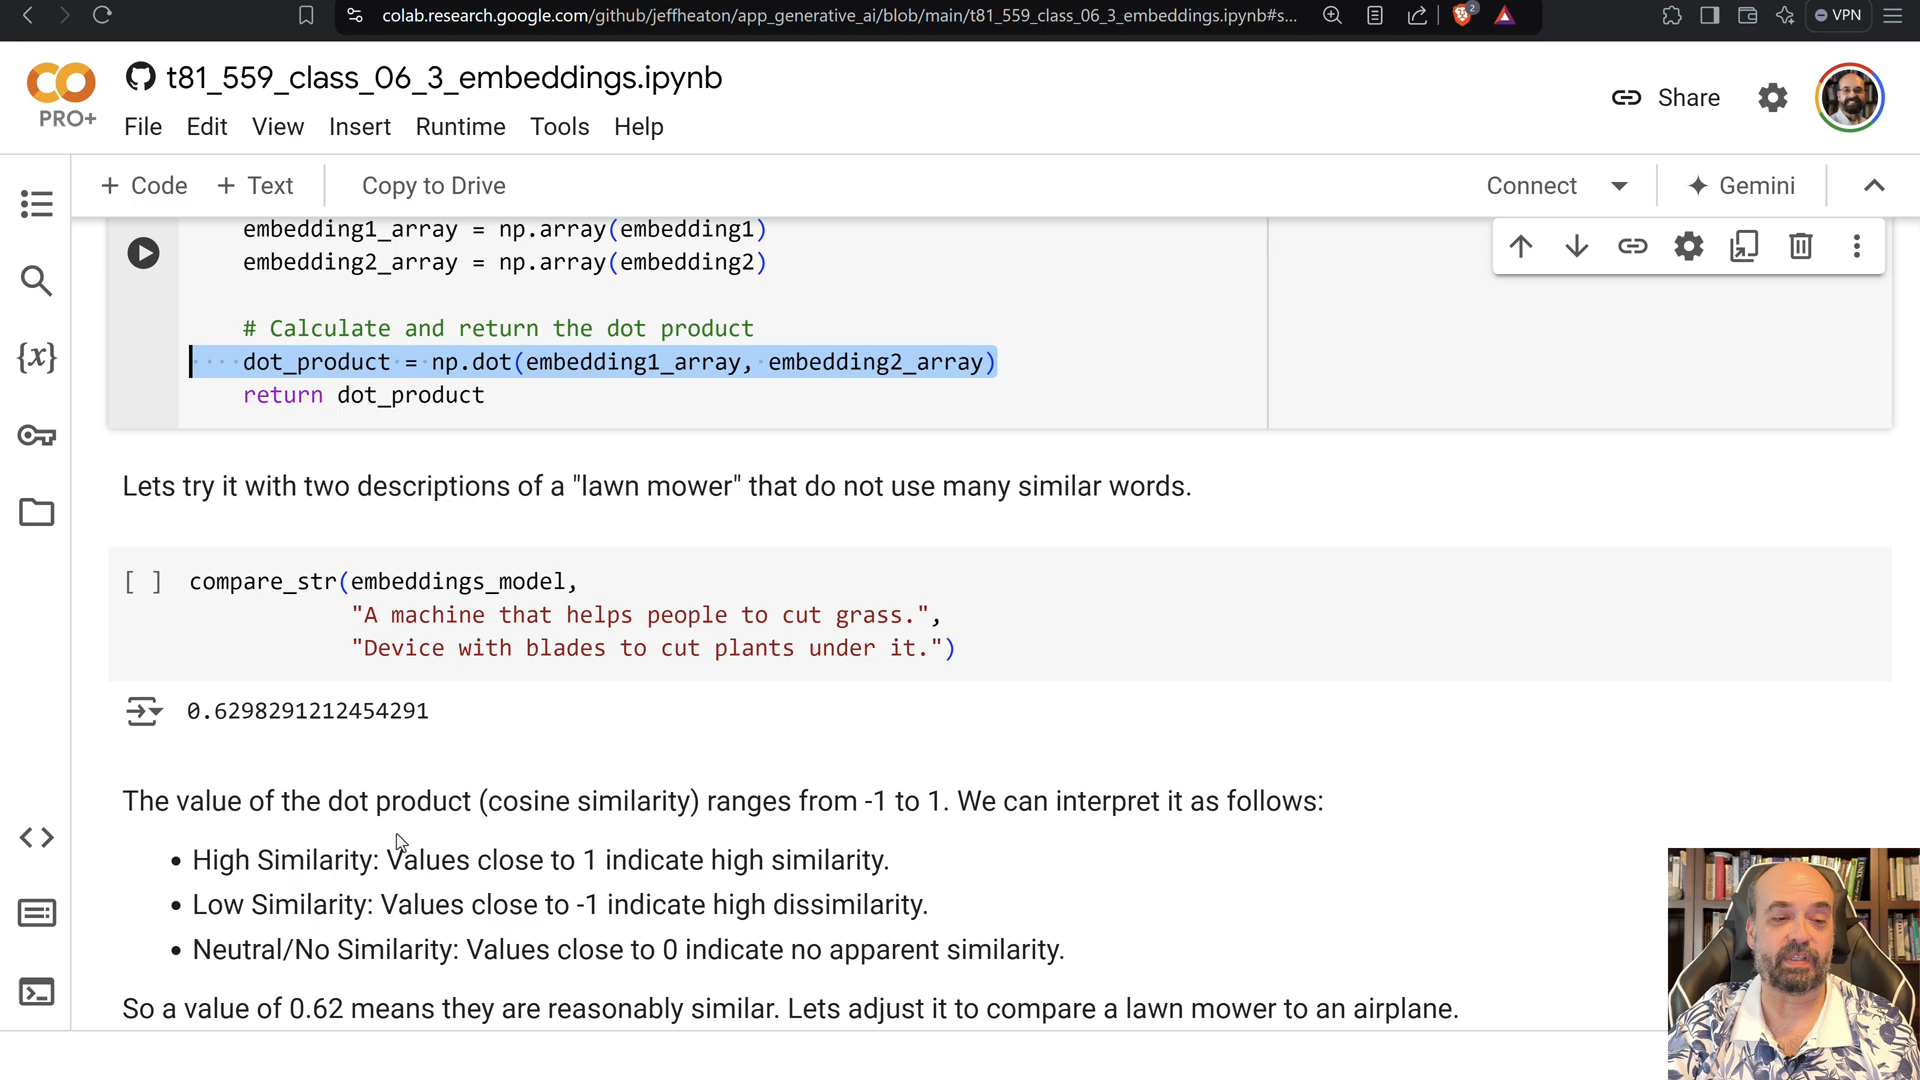 colab.research.google.com/github/jeffheaton/app_generative_ai/blob/main/t81_559_class_06_3_embeddings.ipynb#s...
2
VPN
t81_559_class_06_3_embeddings.ipynb
PRO+
File Edit View Insert Runtime Tools Help
Share
+ Code + Text Copy to Drive
Connect
Gemini
embedding1_array = np.array(embedding1)
embedding2_array = np.array(embedding2)
# Calculate and return the dot product
dot_product = np.dot(embedding1_array, embedding2_array)
return dot_product
Lets try it with two descriptions of a "lawn mower" that do not use many similar words.
[ ] compare_str(embeddings_model,
"A machine that helps people to cut grass.",
"Device with blades to cut plants under it.")
0.6298291212454291
The value of the dot product (cosine similarity) ranges from -1 to 1. We can interpret it as follows:
• High Similarity: Values close to 1 indicate high similarity.
• Low Similarity: Values close to -1 indicate high dissimilarity.
• Neutral/No Similarity: Values close to 0 indicate no apparent similarity.
So a value of 0.62 means they are reasonably similar. Lets adjust it to compare a lawn mower to an airplane.